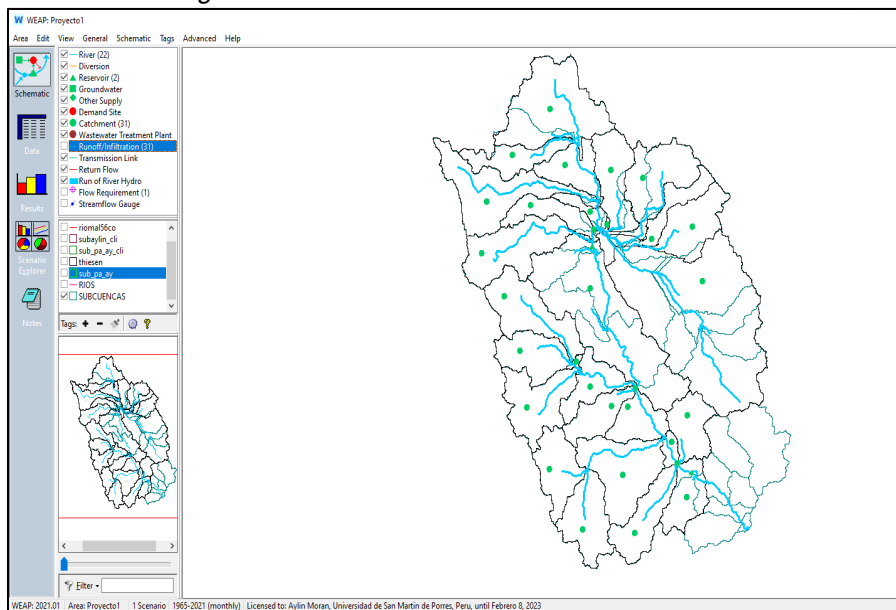 WEAP: Proyecto1
Area Edit View General Schematic Tags Advanced Help
Schematic
Data
Results
Scenario
Explorer
Notes
River (22)
Diversion
Reservoir (2)
Groundwater
Other Supply
Demand Site
Catchment (31)
Wastewater Treatment Plant
Runoff/Infiltration (31)
Transmission Link
Return Flow
Run of River Hydro
Flow Requirement (1)
Streamflow Gauge
riomal56co
subaylin_cli
sub_pa_ay_cli
thiesen
sub_pa_ay
RIOS
SUBCUENCAS
Tags:
Filter
WEAP: 2021.01 Area: Proyecto1 1 Scenario 1965-2021 (monthly) Licensed to: Aylin Moran, Universidad de San Martin de Porres, Peru, until Febrero 8, 2023